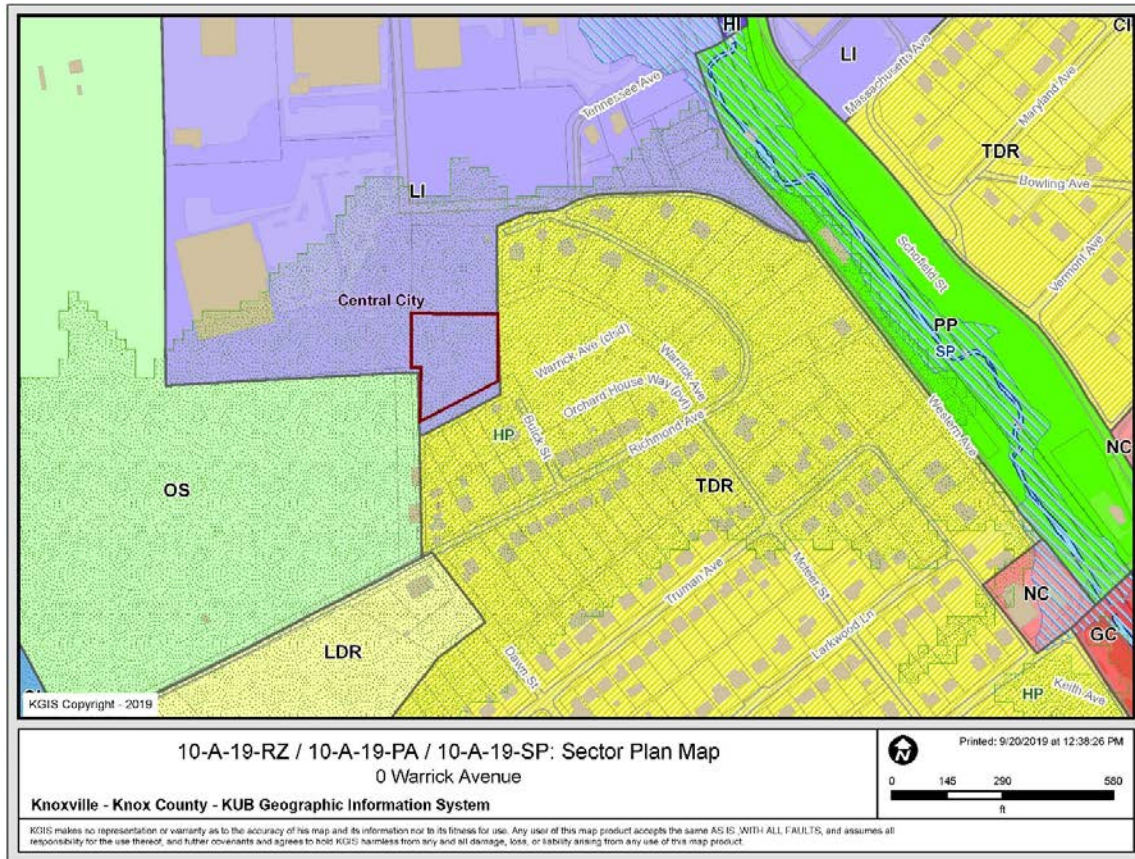 HI
CI
LI
Tennessee Ave
Massachusetts Ave
Maryland Ave
TDR
Bowling Ave
LI
Schofield St
Vermont Ave
Central City
PP
SP
Warrick Ave (clsd)
Warrick Ave
Orchard House Way (pvt)
Western Ave
Buick St
Richmond Ave
HP
NC
OS
TDR
Mcteer St
Truman Ave
NC
LDR
Larkwood Ln
GC
Dawn St
Keith Ave
HP
KGIS Copyright - 2019
10-A-19-RZ / 10-A-19-PA / 10-A-19-SP: Sector Plan Map
0 Warrick Avenue
Knoxville - Knox County - KUB Geographic Information System
Printed: 9/20/2019 at 12:38:26 PM
N
0 145 290 580
ft
KGIS makes no representation or warranty as to the accuracy of his map and its information nor to its fitness for use. Any user of this map product accepts the same AS IS ,WITH ALL FAULTS, and assumes all
responsibility for the use thereof, and futher covenants and agrees to hold KGIS harmless from any and all damage, loss, or liability arising from any use of this map product.